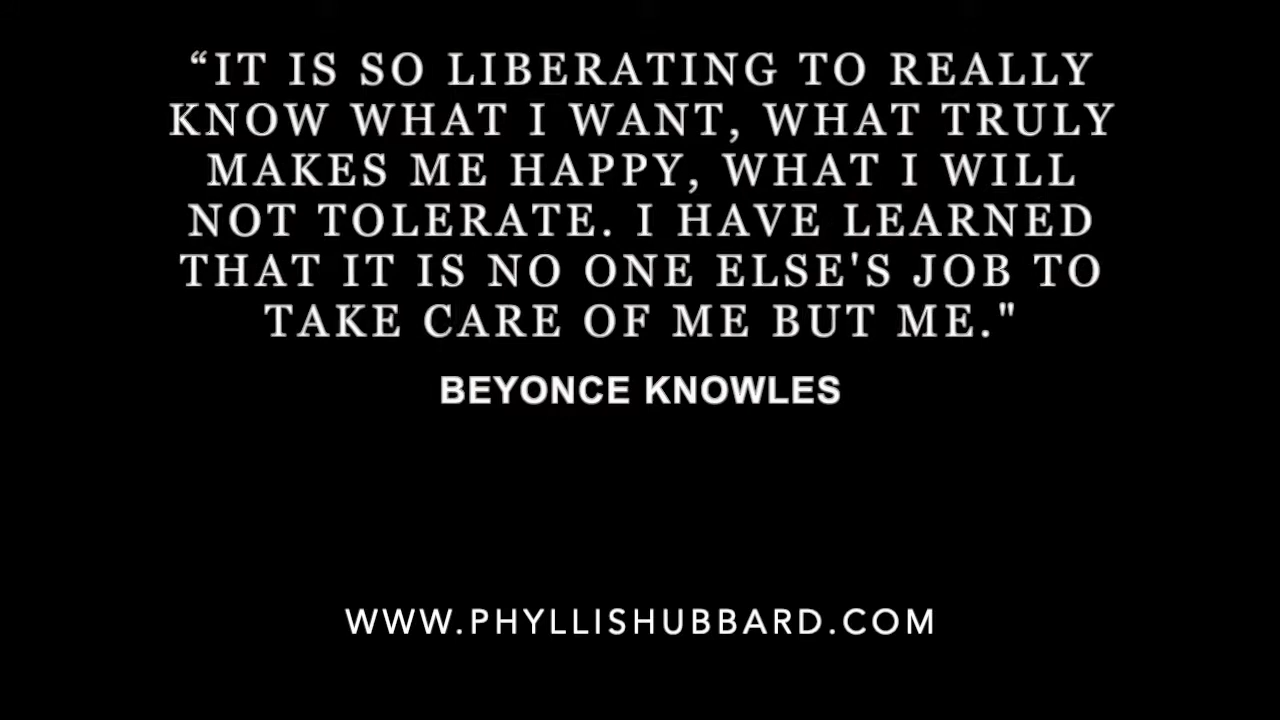 “IT IS SO LIBERATING TO REALLY
KNOW WHAT I WANT, WHAT TRULY
MAKES ME HAPPY, WHAT I WILL
NOT TOLERATE. I HAVE LEARNED
THAT IT IS NO ONE ELSE'S JOB TO
TAKE CARE OF ME BUT ME."
BEYONCE KNOWLES
WWW.PHYLLISHUBBARD.COM